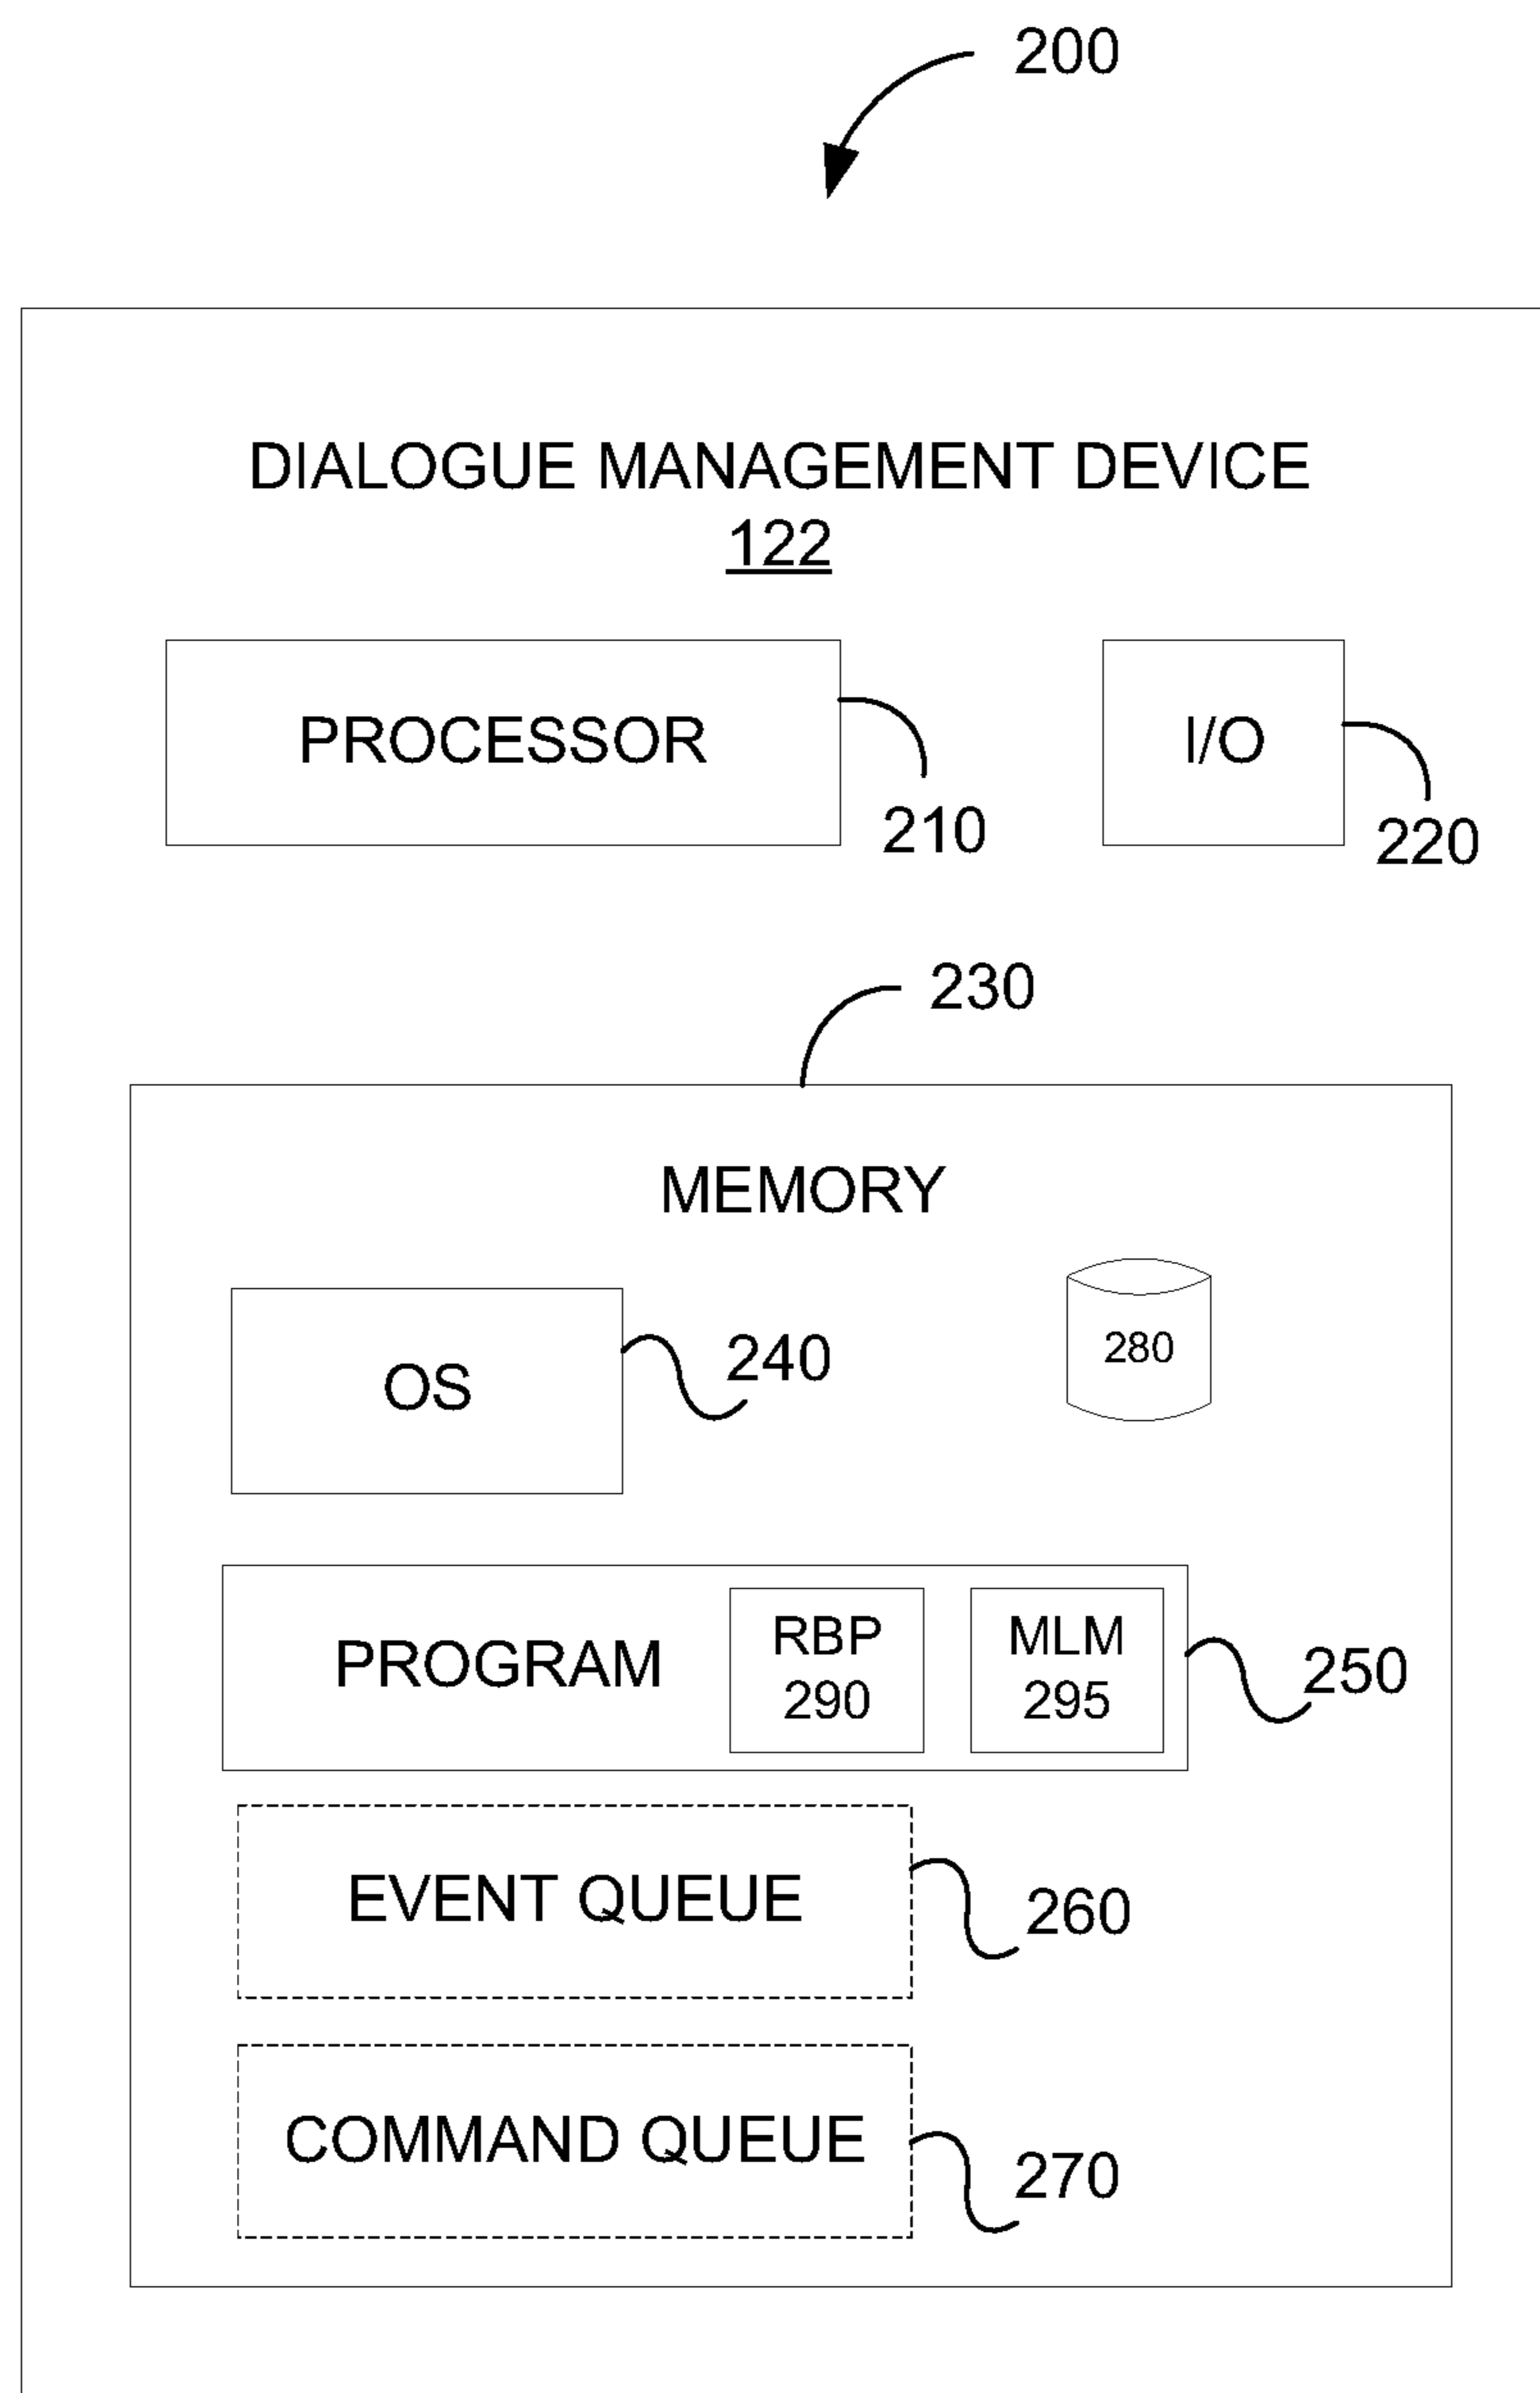 200
DIALOGUE MANAGEMENT DEVICE
122
PROCESSOR
I/O
210
220
230
MEMORY
280
240
OS
PROGRAM
RBP
290
MLM
295
250
EVENT QUEUE
260
COMMAND QUEUE
270